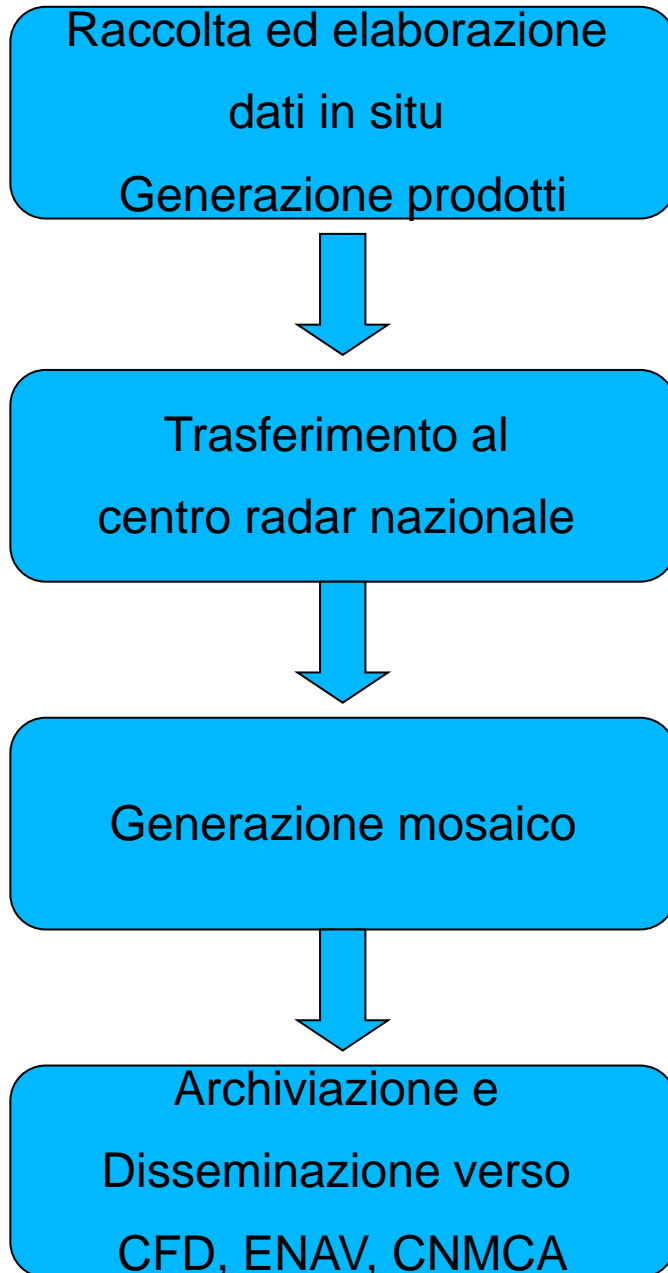 Raccolta ed elaborazione
dati in situ
Generazione prodotti
Trasferimento al
centro radar nazionale
Generazione mosaico
Archiviazione e
Disseminazione verso
CFD, ENAV, CNMCA